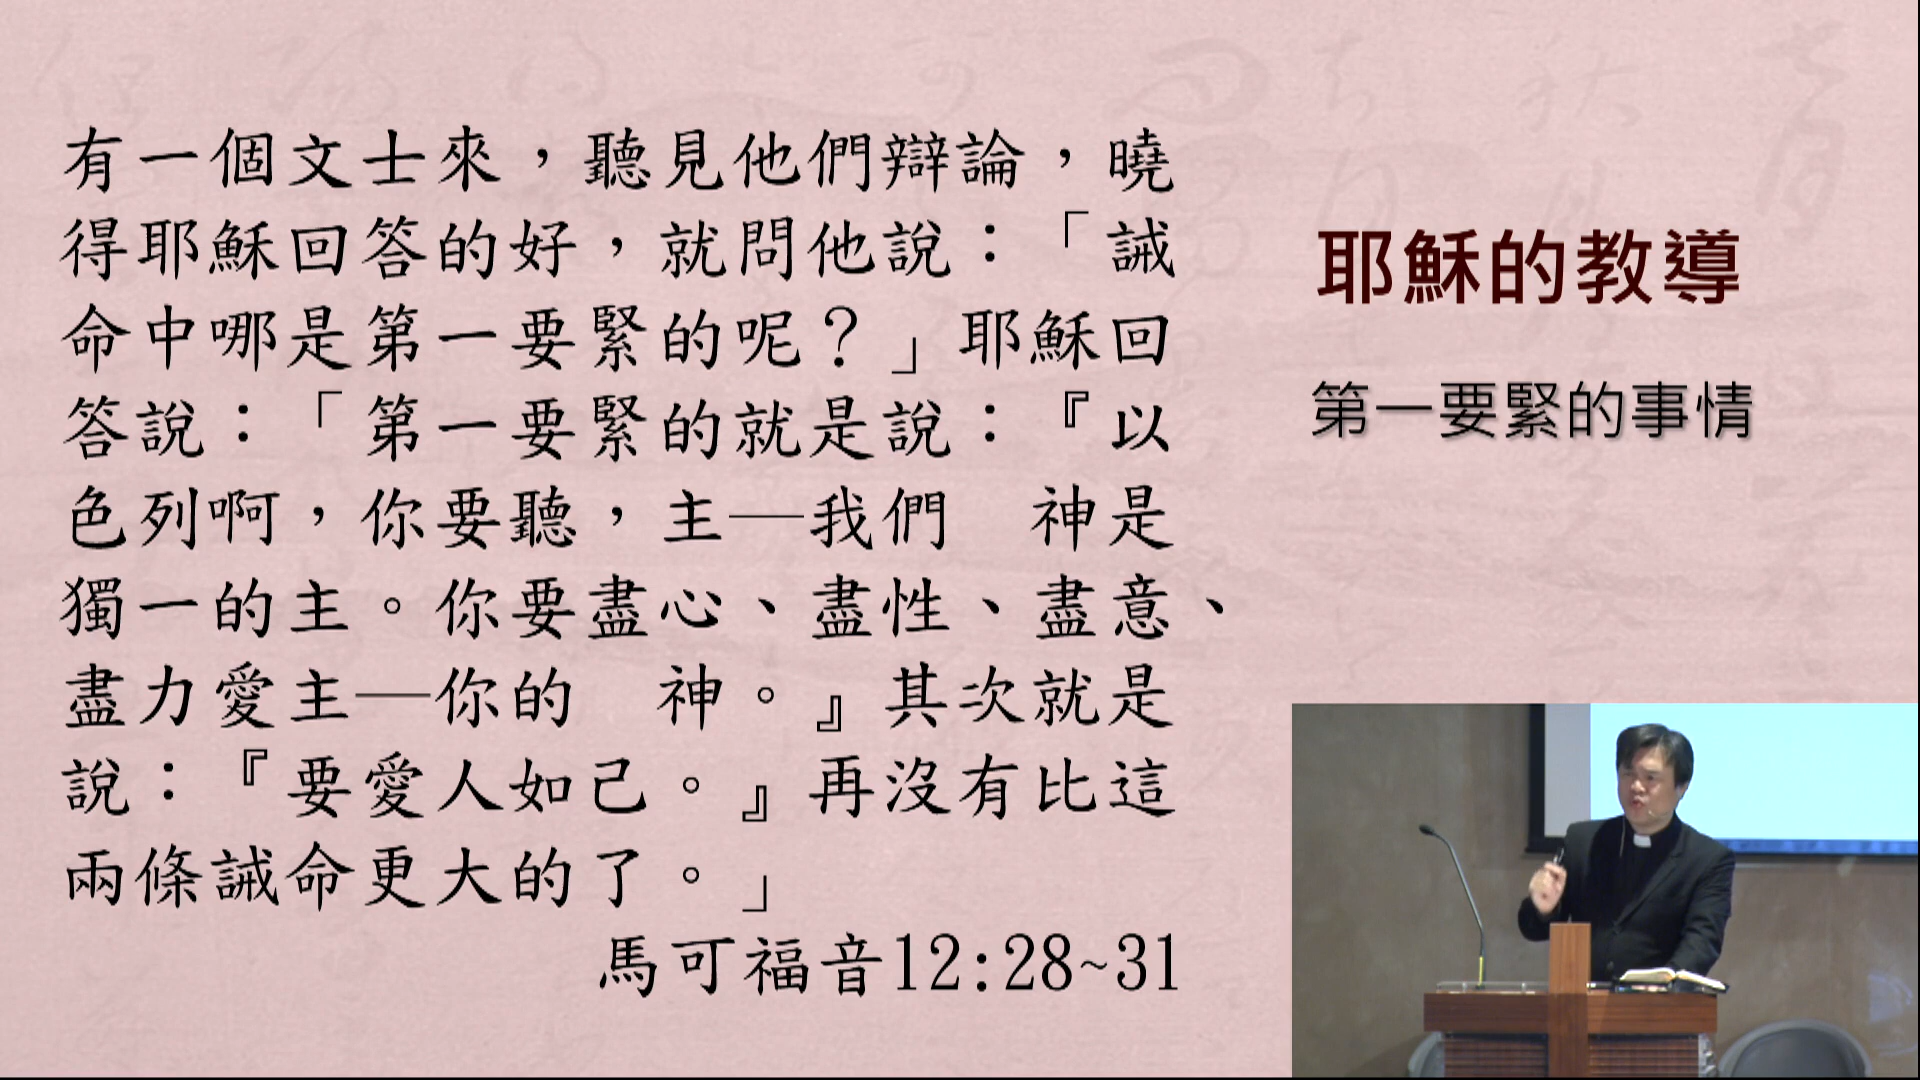 有一個文士來，聽見他們辯論，曉
得耶穌回答的好，就問他說：「誡
命中哪是第一要緊的呢？」耶穌回
答說：「第一要緊的就是說：『以
色列啊，你要聽，主─我們　神是
獨一的主。你要盡心、盡性、盡意、
盡力愛主─你的　神。』其次就是
說：『要愛人如己。』再沒有比這
兩條誡命更大的了。」
馬可福音12:28~31
耶穌的教導
第一要緊的事情